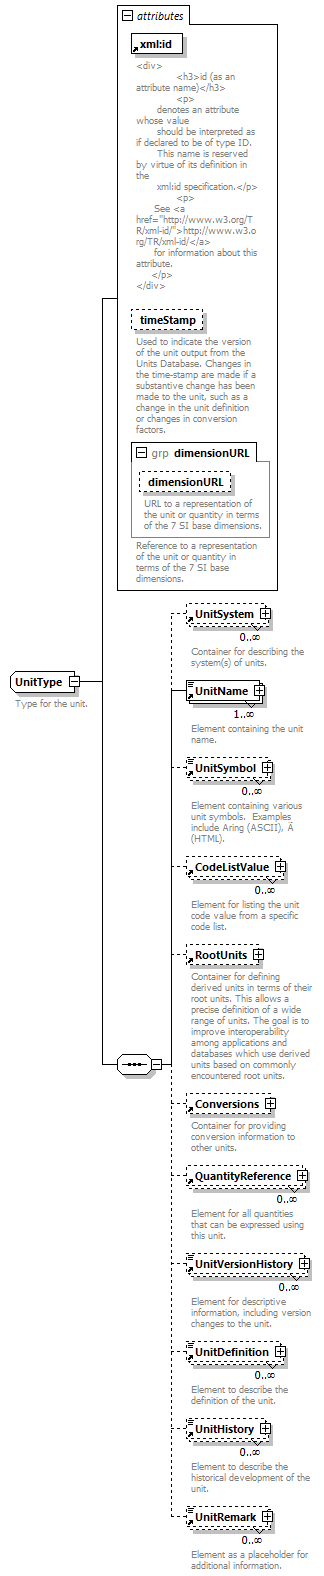 attributes
xml:id
<div>
<h3>id (as an
attribute name)</h3>
<p>
denotes an attribute
whose value
should be interpreted as
if declared to be of type ID.
This name is reserved
by virtue of its definition in
the
xml:id specification.</p>
<p>
See <a
href="http://www.w3.org/T
R/xml-id/">http://www.w3.o
rg/TR/xml-id/</a>
for information about this
attribute.
</p>
</div>
timeStamp
Used to indicate the version
of the unit output from the
Units Database. Changes in
the time-stamp are made if a
substantive change has been
made to the unit, such as a
change in the unit definition
or changes in conversion
factors.
grp dimensionURL
dimensionURL
URL to a representation of
the unit or quantity in terms
of the 7 SI base dimensions.
Reference to a representation
of the unit or quantity in
terms of the 7 SI base
dimensions.
UnitType
Type for the unit.
UnitSystem
0..∞
Container for describing the
system(s) of units.
UnitName
1..∞
Element containing the unit
name.
UnitSymbol
0..∞
Element containing various
unit symbols. Examples
include Aring (ASCII), Å
(HTML).
CodeListValue
0..∞
Element for listing the unit
code value from a specific
code list.
RootUnits
Container for defining
derived units in terms of their
root units. This allows a
precise definition of a wide
range of units. The goal is to
improve interoperability
among applications and
databases which use derived
units based on commonly
encountered root units.
Conversions
Container for providing
conversion information to
other units.
QuantityReference
0..∞
Element for all quantities
that can be expressed using
this unit.
UnitVersionHistory
0..∞
Element for descriptive
information, including version
changes to the unit.
UnitDefinition
0..∞
Element to describe the
definition of the unit.
UnitHistory
0..∞
Element to describe the
historical development of the
unit.
UnitRemark
0..∞
Element as a placeholder for
additional information.